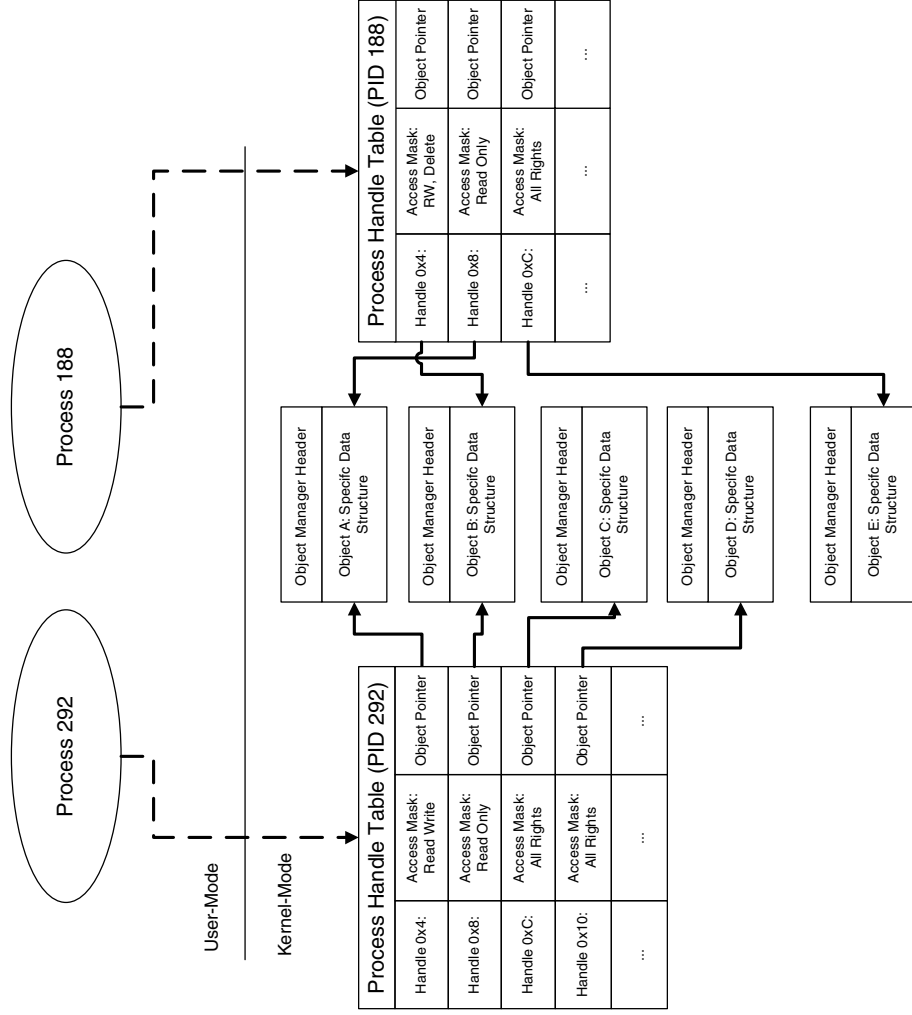 Process 292
Process 188
User-Mode
Kernel-Mode
Process Handle Table (PID 292)
Handle 0x4:
Access Mask:
Read Write
Object Pointer
Handle 0x8:
Access Mask:
Read Only
Object Pointer
Handle 0xC:
Access Mask:
All Rights
Object Pointer
Handle 0x10:
Access Mask:
All Rights
Object Pointer
...
...
...
Object Manager Header
Object A: Specifc Data
Structure
Object Manager Header
Object B: Specifc Data
Structure
Object Manager Header
Object C: Specifc Data
Structure
Object Manager Header
Object D: Specifc Data
Structure
Object Manager Header
Object E: Specifc Data
Structure
Process Handle Table (PID 188)
Handle 0x4:
Access Mask:
RW, Delete
Object Pointer
Handle 0x8:
Access Mask:
Read Only
Object Pointer
Handle 0xC:
Access Mask:
All Rights
Object Pointer
...
...
...